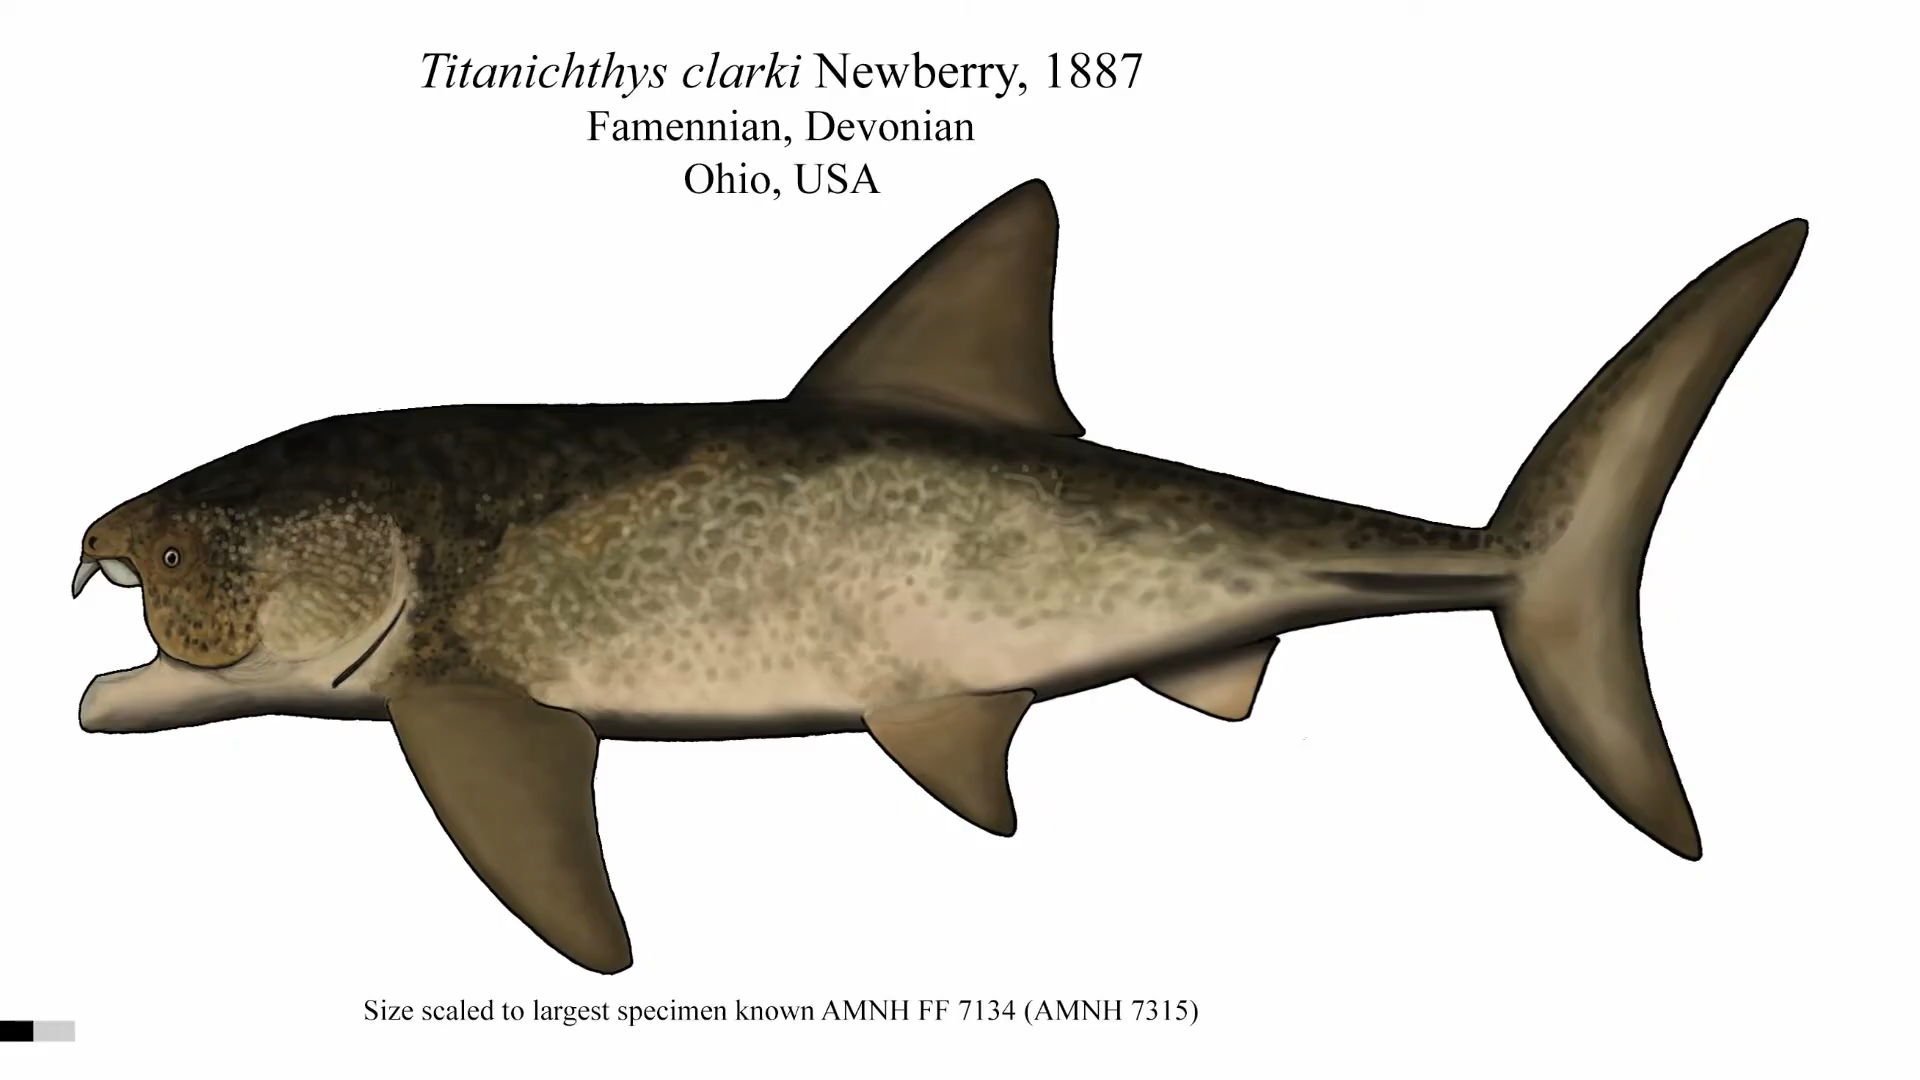 Titanichthys clarki Newberry, 1887
Famennian, Devonian
Ohio, USA
Size scaled to largest specimen known AMNH FF 7134 (AMNH 7315)